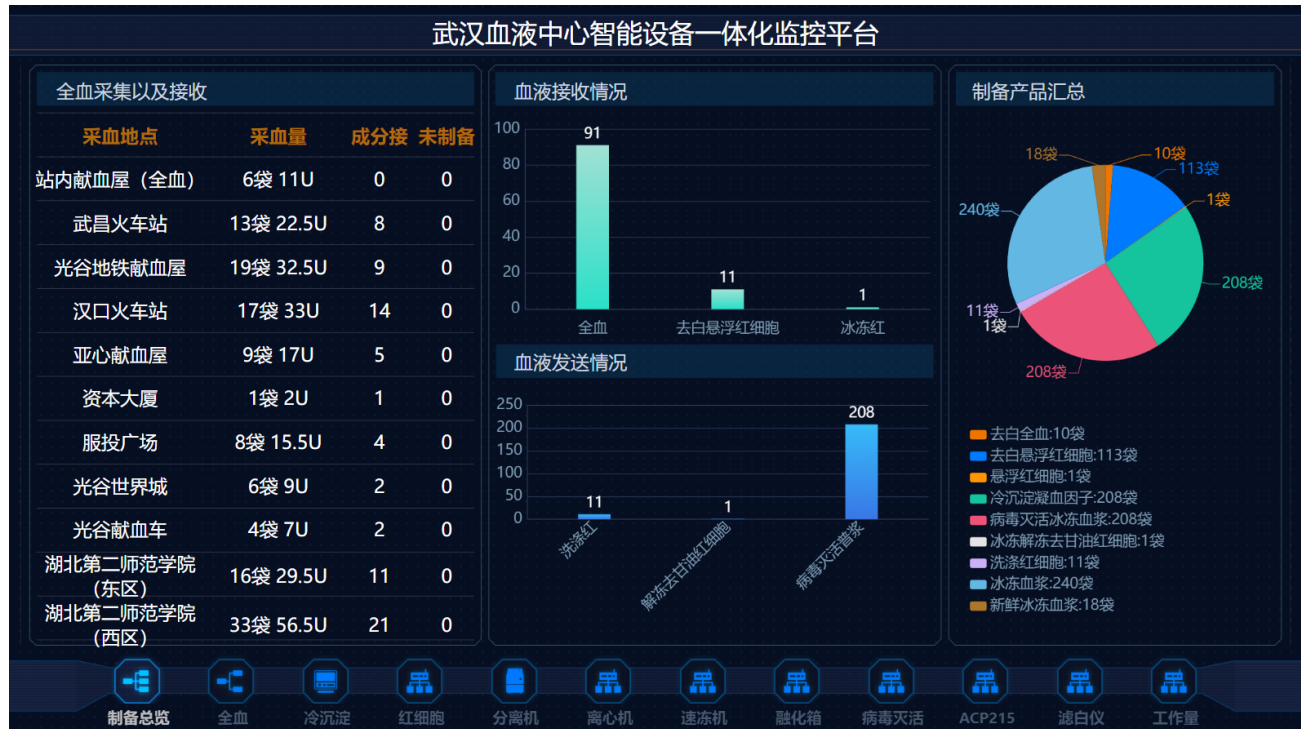 武汉血液中心智能设备一体化监控平台
全血采集以及接收
采血地点 采血量 成分接 未制备
站内献血屋（全血） 6袋 11U 0 0
武昌火车站 13袋 22.5U 8 0
光谷地铁献血屋 19袋 32.5U 9 0
汉口火车站 17袋 33U 14 0
亚心献血屋 9袋 17U 5 0
资本大厦 1袋 2U 1 0
服投广场 8袋 15.5U 4 0
光谷世界城 6袋 9U 2 0
光谷献血车 4袋 7U 2 0
湖北第二师范学院
（东区） 16袋 29.5U 11 0
湖北第二师范学院
（西区） 33袋 56.5U 21 0
血液接收情况
100
80
60
40
20
0
91
11
1
全血 去白悬浮红细胞 冰冻红
血液发送情况
250
200
150
100
50
0
11
1
208
洗涤红 解冻去甘油红细胞 病毒灭活普浆
制备产品汇总
18袋
10袋
113袋
1袋
240袋
208袋
11袋
1袋
208袋
去白全血:10袋
去白悬浮红细胞:113袋
悬浮红细胞:1袋
冷沉淀凝血因子:208袋
病毒灭活冰冻血浆:208袋
冰冻解冻去甘油红细胞:1袋
洗涤红细胞:11袋
冰冻血浆:240袋
新鲜冰冻血浆:18袋
制备总览 全血 冷沉淀 红细胞 分离机 离心机 速冻机 融化箱 病毒灭活 ACP215 滤白仪 工作量